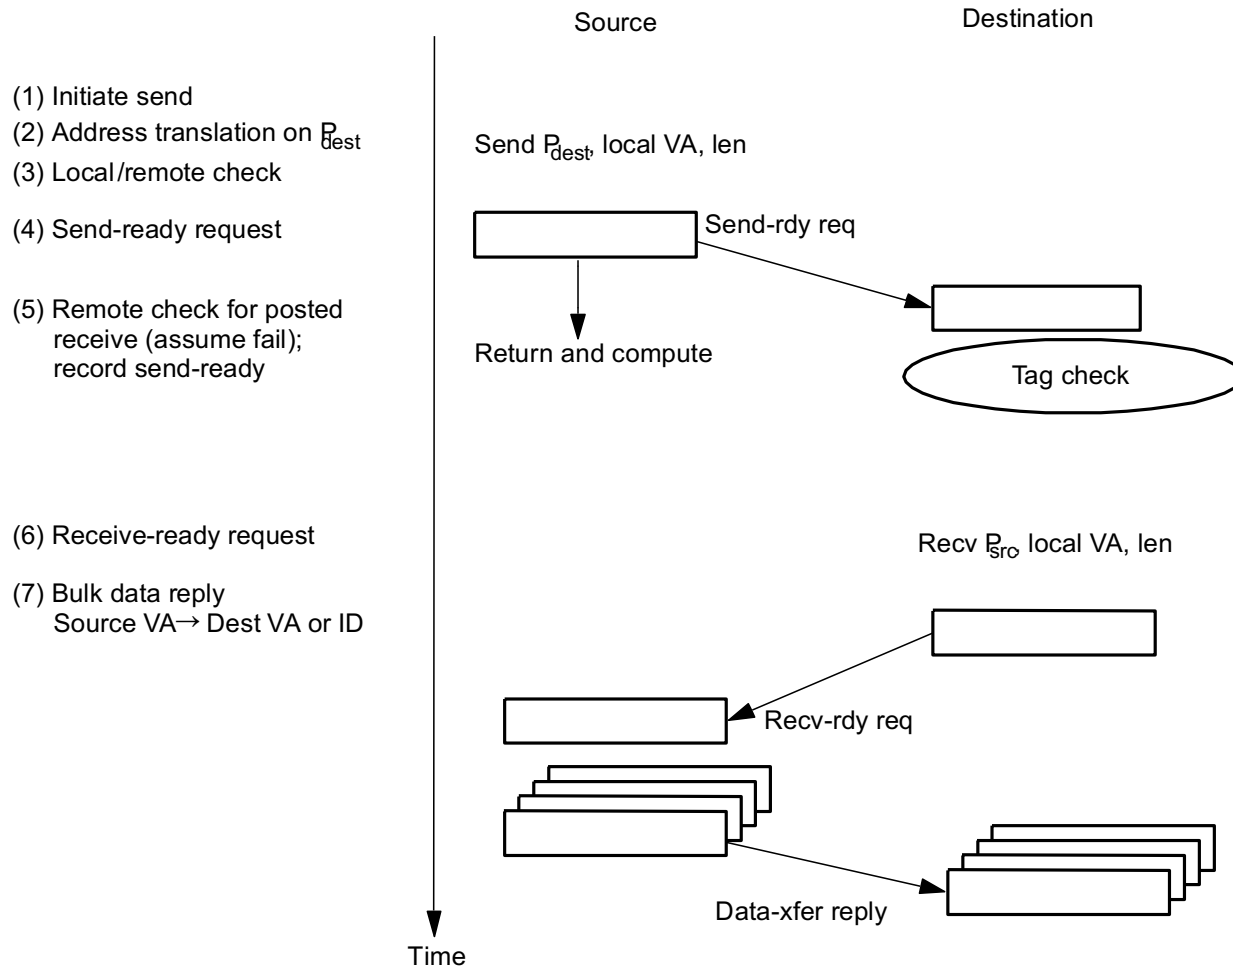 Source
Destination
(1) Initiate send
(2) Address translation on Pdest
(3) Local/remote check
Send Pdest, local VA, len
(4) Send-ready request
Send-rdy req
(5) Remote check for posted
receive (assume fail);
record send-ready
Return and compute
Tag check
(6) Receive-ready request
Recv Psrc, local VA, len
(7) Bulk data reply
Source VA→ Dest VA or ID
Recv-rdy req
Data-xfer reply
Time